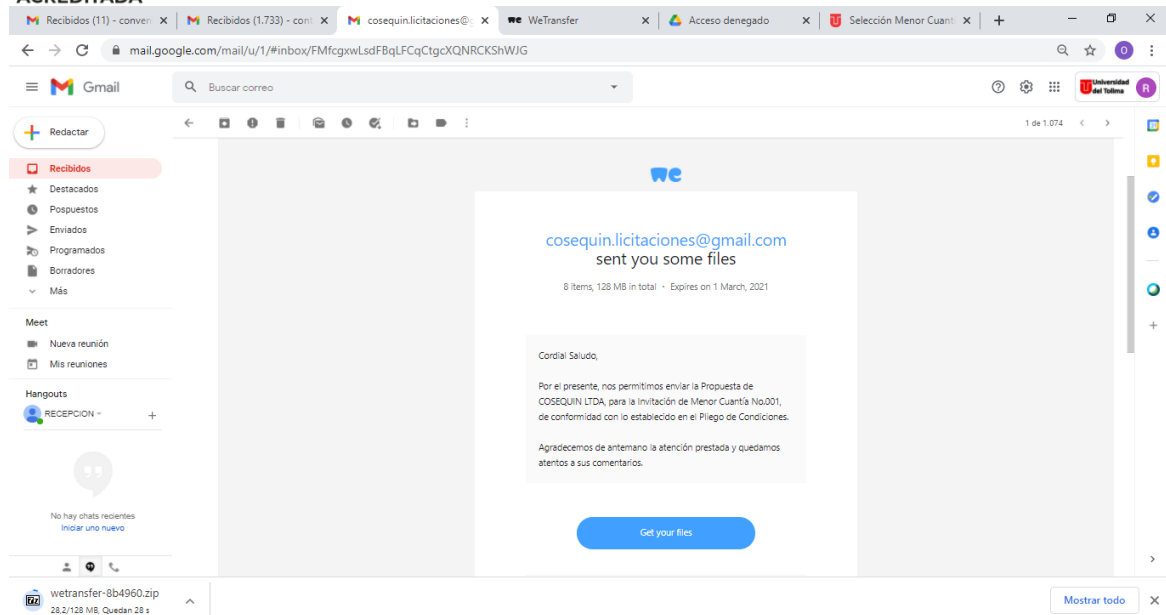 ACREDITADA
Recibidos (11) - conven
Recibidos (1.733) - cont
cosequin.licitaciones@g
WeTransfer
Acceso denegado
Selección Menor Cuant
mail.google.com/mail/u/1/#inbox/FMfcgxwLsdFBqLFCqCtgcXQNRCKShWJG
O
Gmail
Buscar correo
Universidad
del Tolima
R
Redactar
1 de 1.074
Recibidos
Destacados
Pospuestos
Enviados
Programados
Borradores
Más
Meet
Nueva reunión
Mis reuniones
Hangouts
RECEPCION
No hay chats recientes
Iniciar uno nuevo
we
cosequin.licitaciones@gmail.com
sent you some files
8 items, 128 MB in total • Expires on 1 March, 2021
Cordial Saludo,
Por el presente, nos permitimos enviar la Propuesta de
COSEQUIN LTDA, para la Invitación de Menor Cuantía No.001,
de conformidad con lo establecido en el Pliego de Condiciones.
Agradecemos de antemano la atención prestada y quedamos
atentos a sus comentarios.
Get your files
wetransfer-8b4960.zip
28,2/128 MB, Quedan 28 s
Mostrar todo